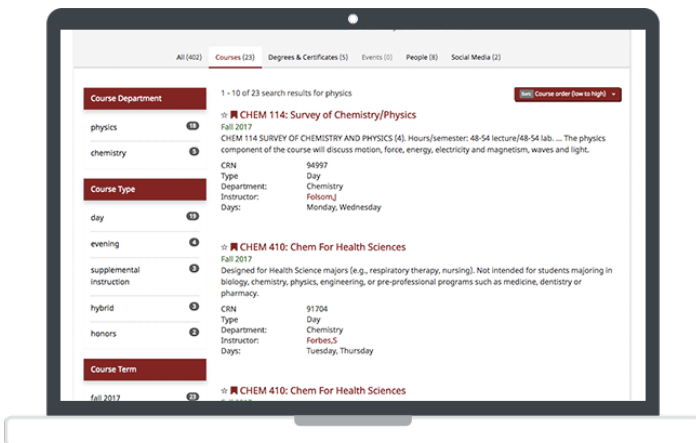 All (402) Courses (23) Degrees & Certificates (5) Events (0) People (8) Social Media (2)
Course Department
physics 18
chemistry 5
Course Type
day 19
evening 4
supplemental
instruction 3
hybrid 3
honors 2
Course Term
fall 2017 23
1 - 10 of 23 search results for physics
Course order (low to high)
CHEM 114: Survey of Chemistry/Physics
Fall 2017
CHEM 114 SURVEY OF CHEMISTRY AND PHYSICS (4). Hours/semester: 48-54 lecture/48-54 lab. ... The physics
component of the course will discuss motion, force, energy, electricity and magnetism, waves and light.
CRN 94997
Type Day
Department: Chemistry
Instructor: Folsom,J
Days: Monday, Wednesday
CHEM 410: Chem For Health Sciences
Fall 2017
Designed for Health Science majors (e.g., respiratory therapy, nursing). Not intended for students majoring in
biology, chemistry, physics, engineering, or pre-professional programs such as medicine, dentistry or
pharmacy.
CRN 91704
Type Day
Department: Chemistry
Instructor: Forbes,S
Days: Tuesday, Thursday
CHEM 410: Chem For Health Sciences